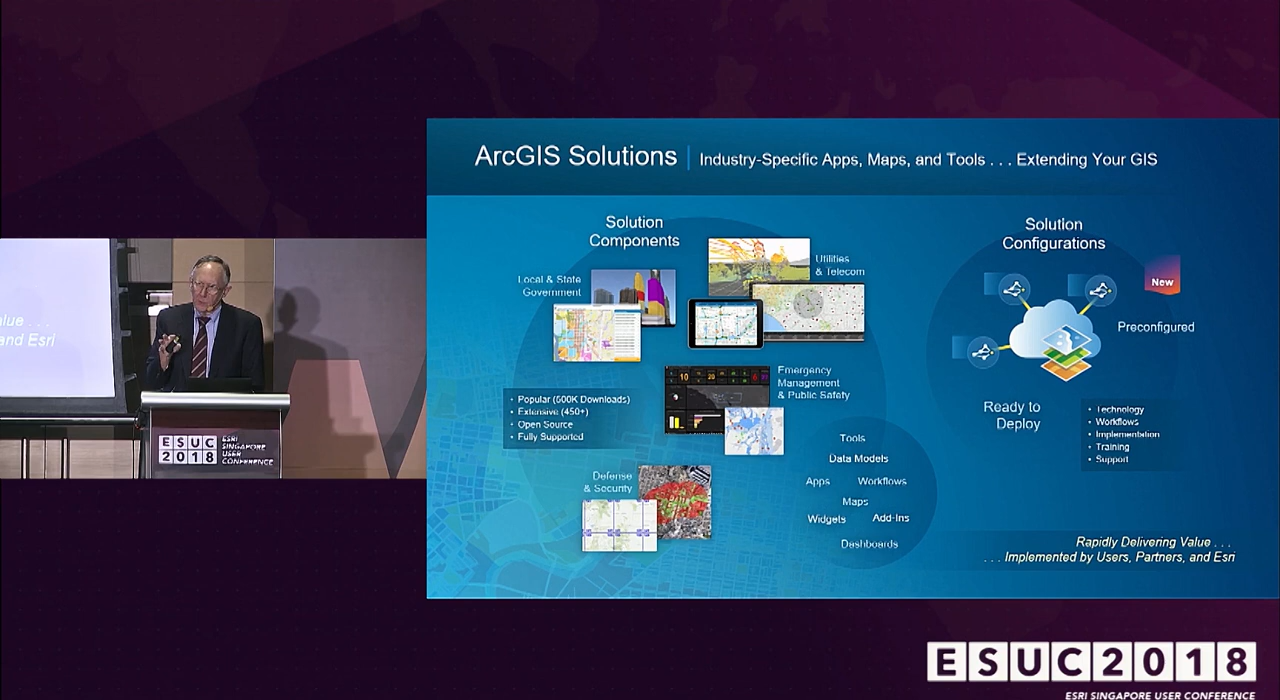 ArcGIS Solutions | Industry-Specific Apps, Maps, and Tools . . . Extending Your GIS
Solution
Components
Local & State
Government
Utilities
& Telecom
Emergency
Management
& Public Safety
• Popular (500K Downloads)
• Extensive (450+)
• Open Source
• Fully Supported
Defense
& Security
Tools
Data Models
Apps
Workflows
Maps
Widgets
Add-Ins
Dashboards
Solution
Configurations
New
Preconfigured
Ready to
Deploy
• Technology
• Workflows
• Implementation
• Training
• Support
Rapidly Delivering Value . . .
. . . Implemented by Users, Partners, and Esri
alue . . .
and Esri
ESUC
2018
ESRI
SINGAPORE
USER
CONFERENCE
ESUC2018
ESRI SINGAPORE USER CONFERENCE